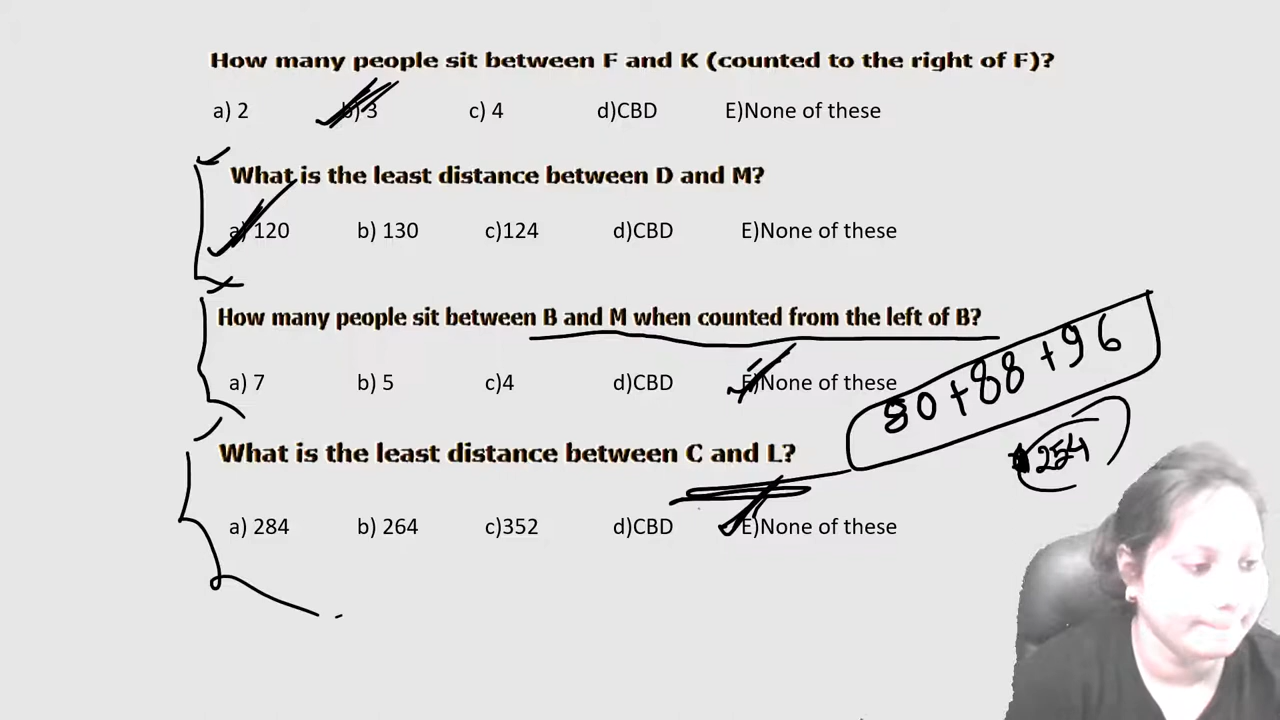 How many people sit between F and K (counted to the right of F)?
a) 2 b) 3 c) 4 d)CBD E)None of these
What is the least distance between D and M?
a) 120 b) 130 c)124 d)CBD E)None of these
How many people sit between B and M when counted from the left of B?
a) 7 b) 5 c)4 d)CBD E)None of these
80+88+96
What is the least distance between C and L?
254
a) 284 b) 264 c)352 d)CBD E)None of these